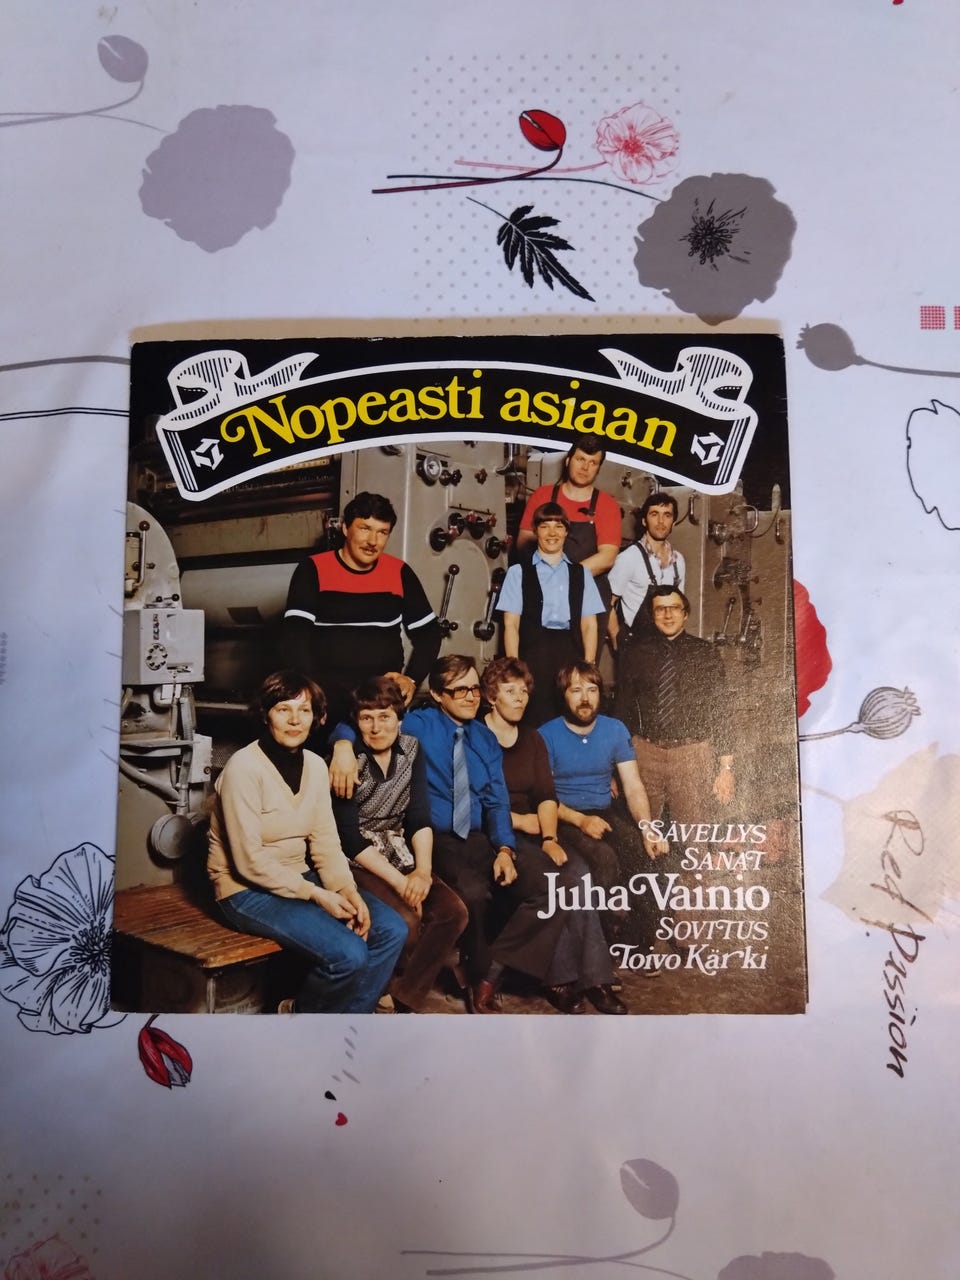 Nopeasti asiaan
SÄVELLYS
SANAT
Juha Vainio
SOVITUS
Toivo Kärki
Red Passion